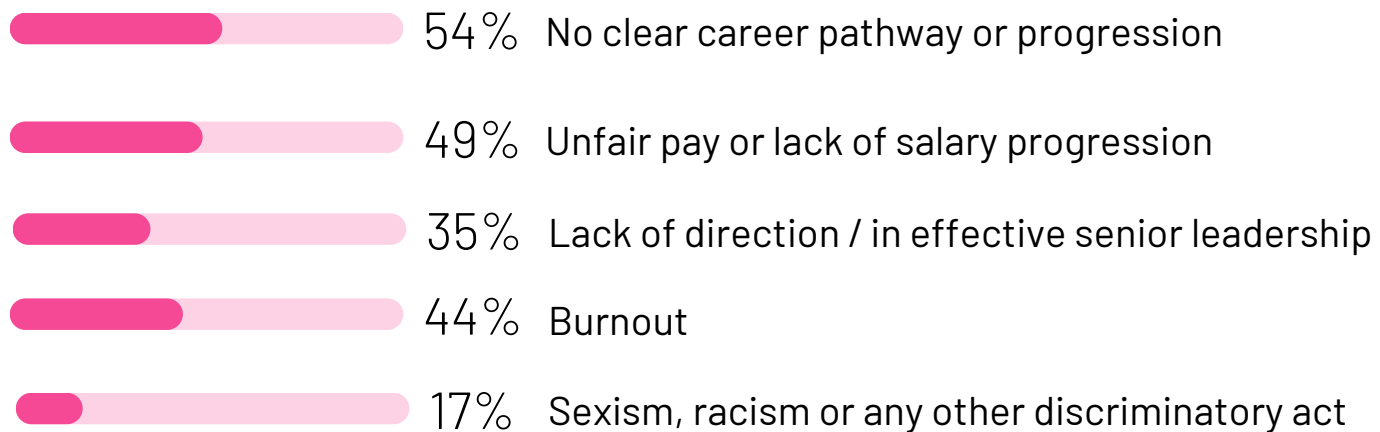 54% No clear career pathway or progression
49% Unfair pay or lack of salary progression
35% Lack of direction / in effective senior leadership
44% Burnout
17% Sexism, racism or any other discriminatory act